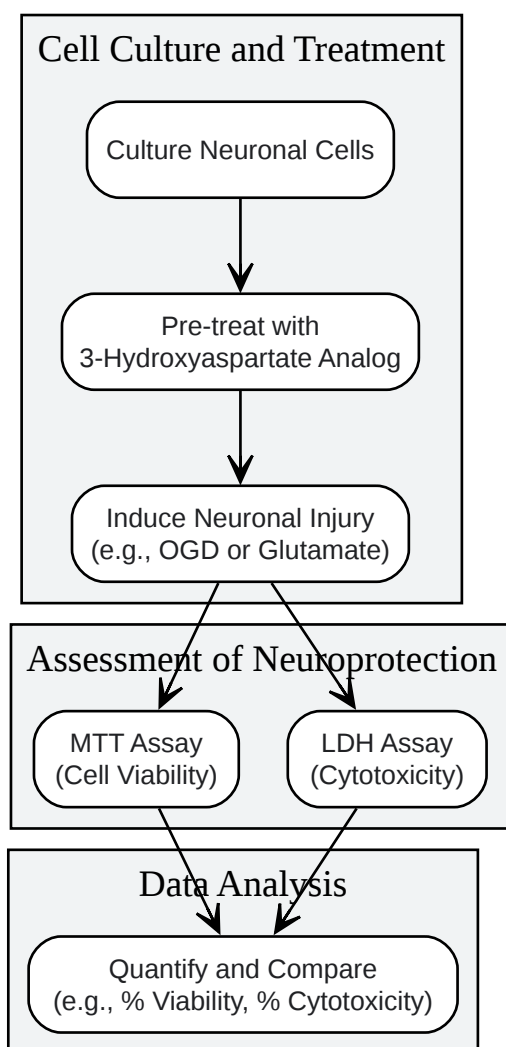 Cell Culture and Treatment
Culture Neuronal Cells
Pre-treat with
3-Hydroxyaspartate Analog
Induce Neuronal Injury
(e.g., OGD or Glutamate)
Assessment of Neuroprotection
MTT Assay
(Cell Viability)
LDH Assay
(Cytotoxicity)
Data Analysis
Quantify and Compare
(e.g., % Viability, % Cytotoxicity)